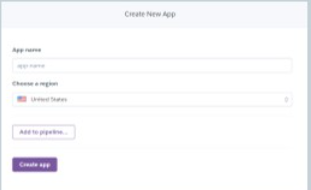 Create New App
App name
app-name
Choose a region
United States
Add to pipeline...
Create app